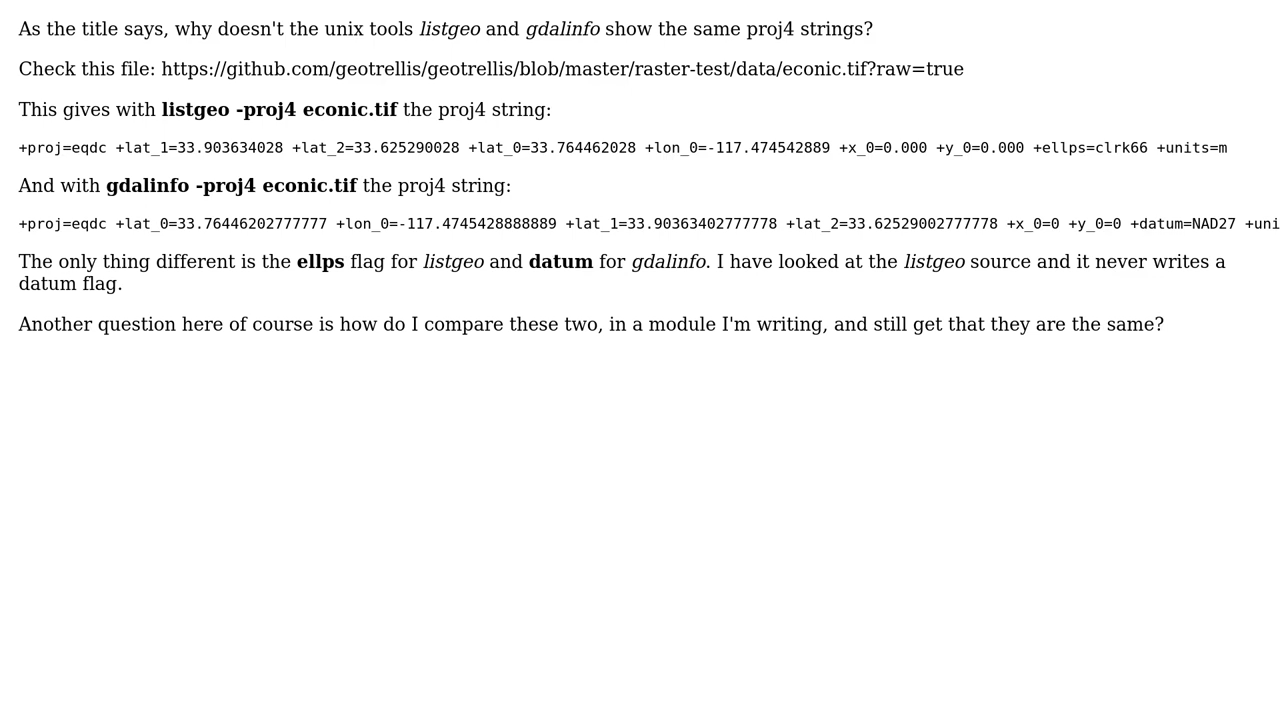 As the title says, why doesn't the unix tools listgeo and gdalinfo show the same proj4 strings?
Check this file: https://github.com/geotrellis/geotrellis/blob/master/raster-test/data/econic.tif?raw=true
This gives with listgeo -proj4 econic.tif the proj4 string:
+proj=eqdc +lat_1=33.903634028 +lat_2=33.625290028 +lat_0=33.764462028 +lon_0=-117.474542889 +x_0=0.000 +y_0=0.000 +ellps=clrk66 +units=m
And with gdalinfo -proj4 econic.tif the proj4 string:
+proj=eqdc +lat_0=33.76446202777777 +lon_0=-117.4745428888889 +lat_1=33.90363402777778 +lat_2=33.62529002777778 +x_0=0 +y_0=0 +datum=NAD27 +uni
The only thing different is the ellps flag for listgeo and datum for gdalinfo. I have looked at the listgeo source and it never writes a
datum flag.
Another question here of course is how do I compare these two, in a module I'm writing, and still get that they are the same?